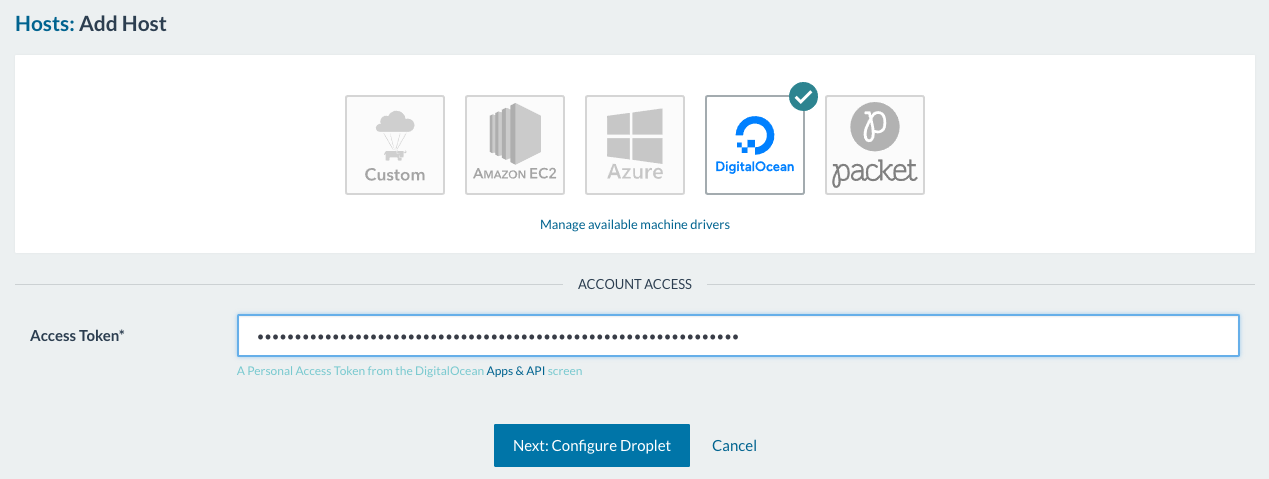 Hosts: Add Host
Custom
AMAZON EC2
Azure
DigitalOcean
p
packet
Manage available machine drivers
ACCOUNT ACCESS
Access Token*
••••••••••••••••••••••••••••••••••••••••••••••••••••••••••••••••
A Personal Access Token from the DigitalOcean Apps & API screen
Next: Configure Droplet
Cancel